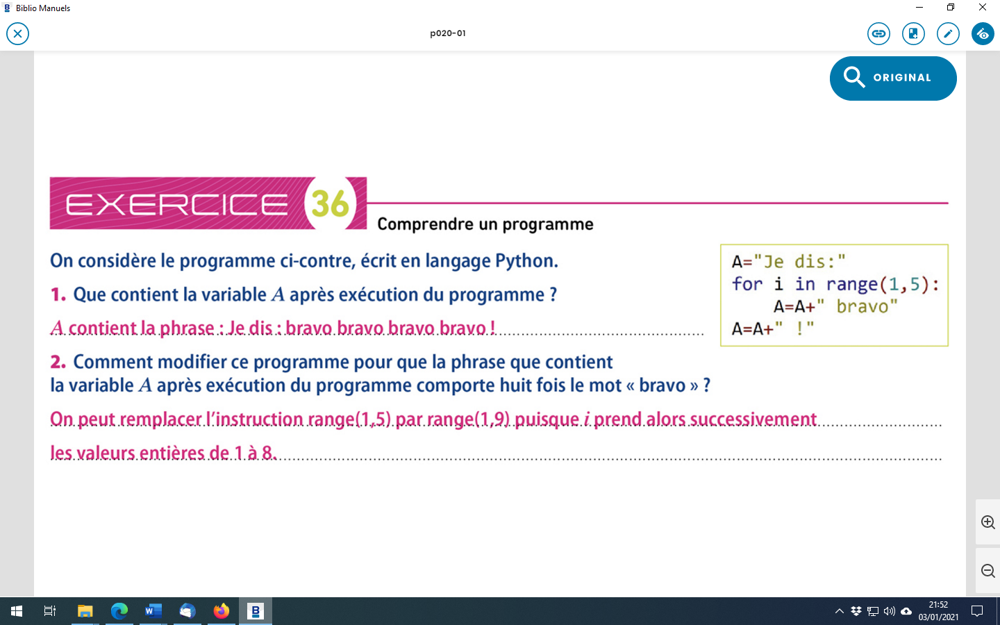 Biblio Manuels
p020-01
ORIGINAL
EXERCICE 36
Comprendre un programme
On considère le programme ci-contre, écrit en langage Python.
1. Que contient la variable A après exécution du programme ?
A contient la phrase : Je dis : bravo bravo bravo bravo !
A="Je dis:"
for i in range(1,5):
    A=A+" bravo"
A=A+" !"
2. Comment modifier ce programme pour que la phrase que contient
la variable A après exécution du programme comporte huit fois le mot « bravo » ?
On peut remplacer l'instruction range(1,5) par range(1,9) puisque i prend alors successivement
les valeurs entières de 1 à 8.
21:52
03/01/2021